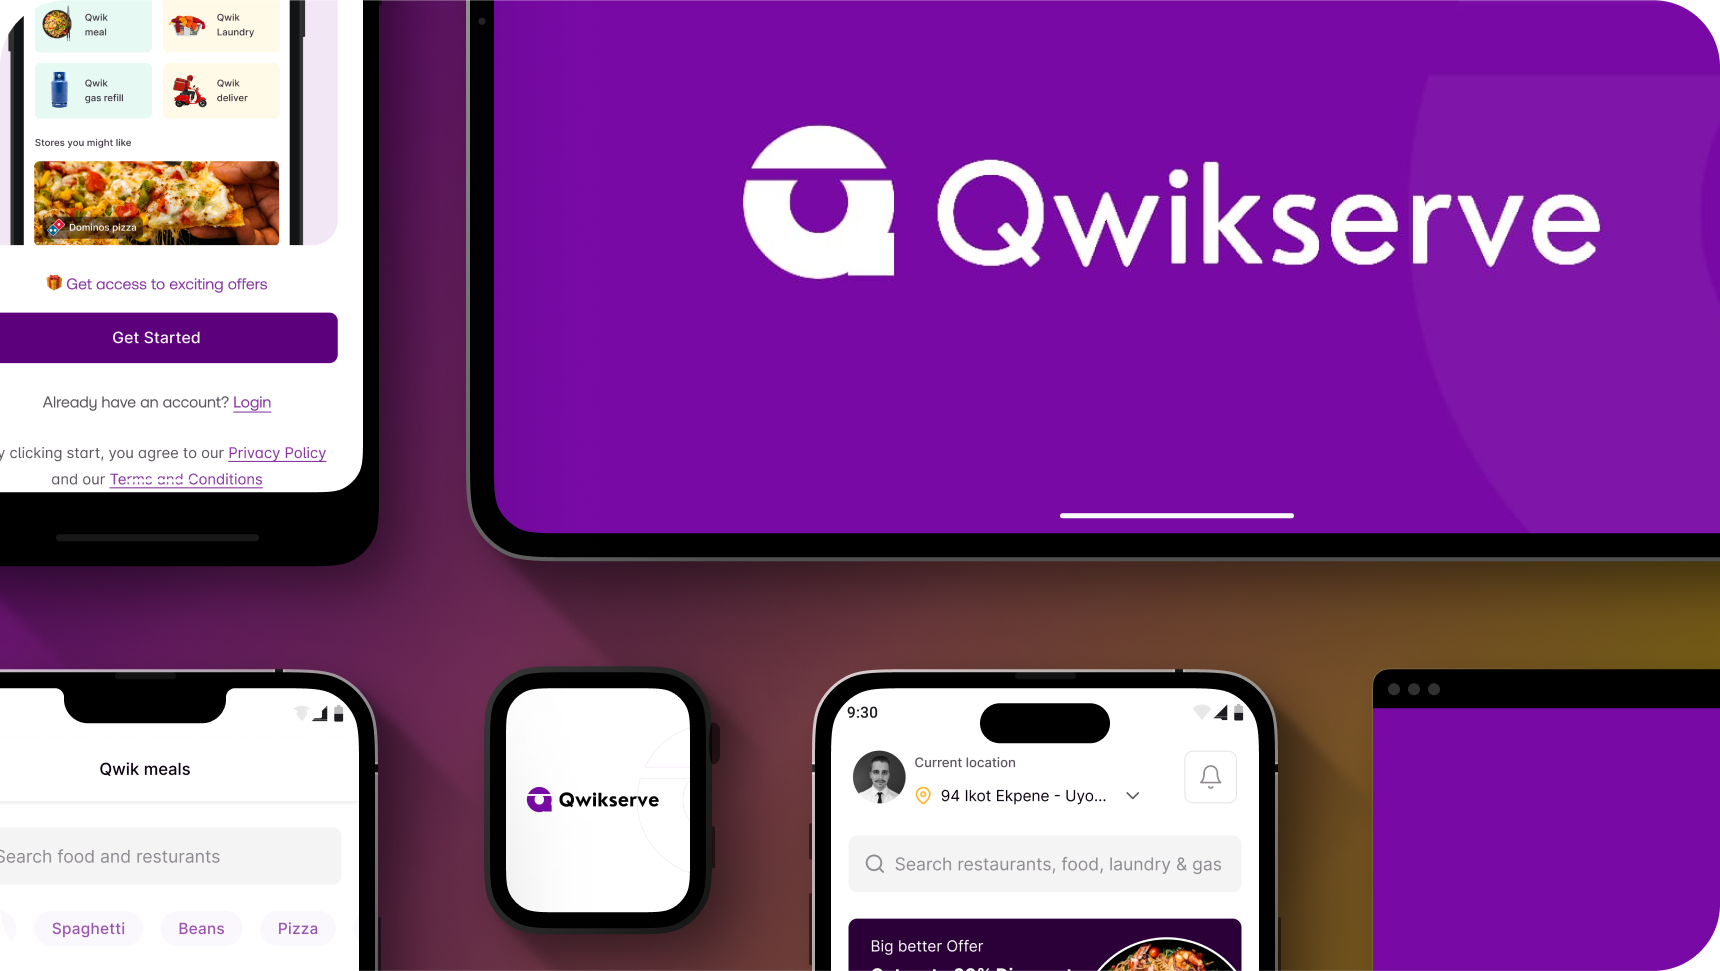 Qwik
meal
Qwik
Laundry
Qwik
gas refill
Qwik
deliver
Stores you might like
Dominos pizza
Get access to exciting offers
Get Started
Already have an account? Login
clicking start, you agree to our Privacy Policy
and our Terms and Conditions
Qwikserve
Qwik meals
Search food and resturants
Spaghetti
Beans
Pizza
Qwikserve
9:30
Current location
94 Ikot Ekpene - Uyo...
Search restaurants, food, laundry & gas
Big better Offer